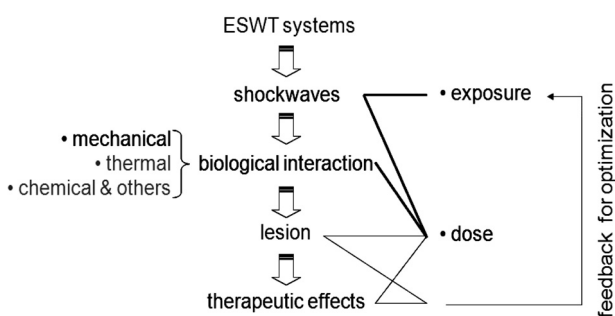 ESWT systems
shockwaves
• exposure
• mechanical
• thermal
• chemical & others
biological interaction
lesion
• dose
therapeutic effects
feedback for optimization